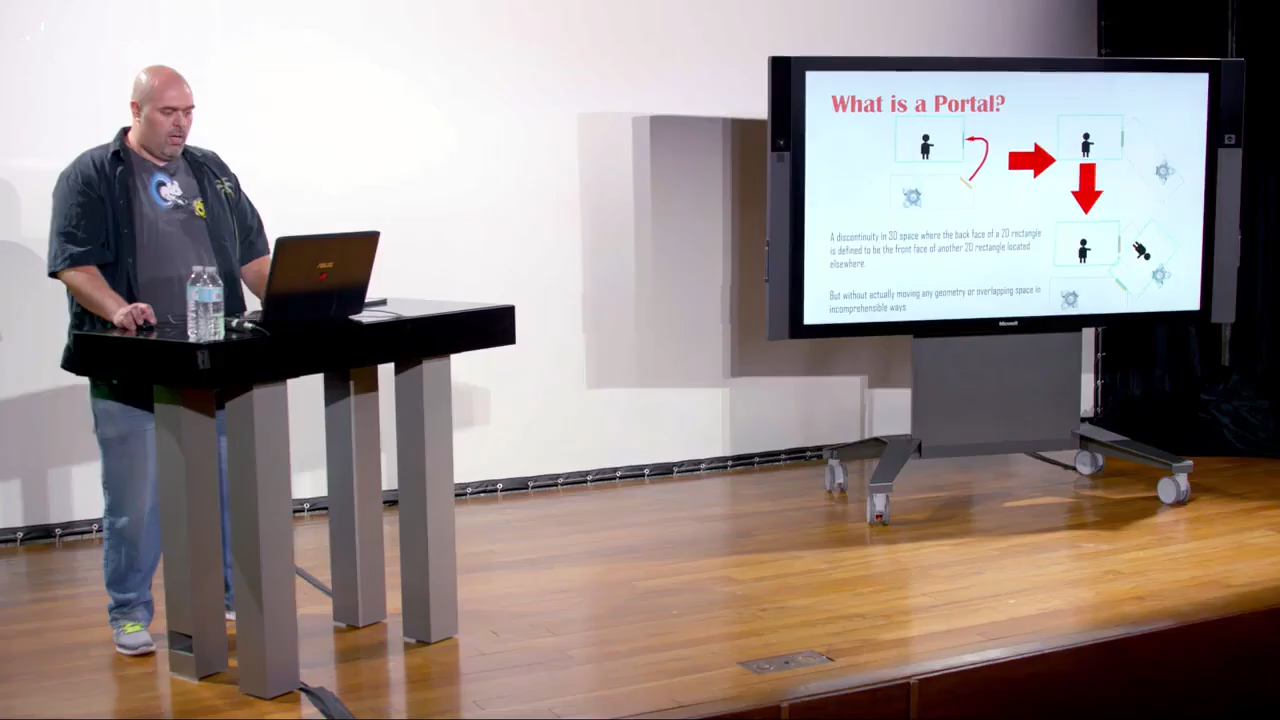 What is a Portal?
A discontinuity in 3D space where the back face of a 2D rectangle
is defined to be the front face of another 2D rectangle located
elsewhere.
But without actually moving any geometry or overlapping space in
incomprehensible ways
Microsoft
ASUS